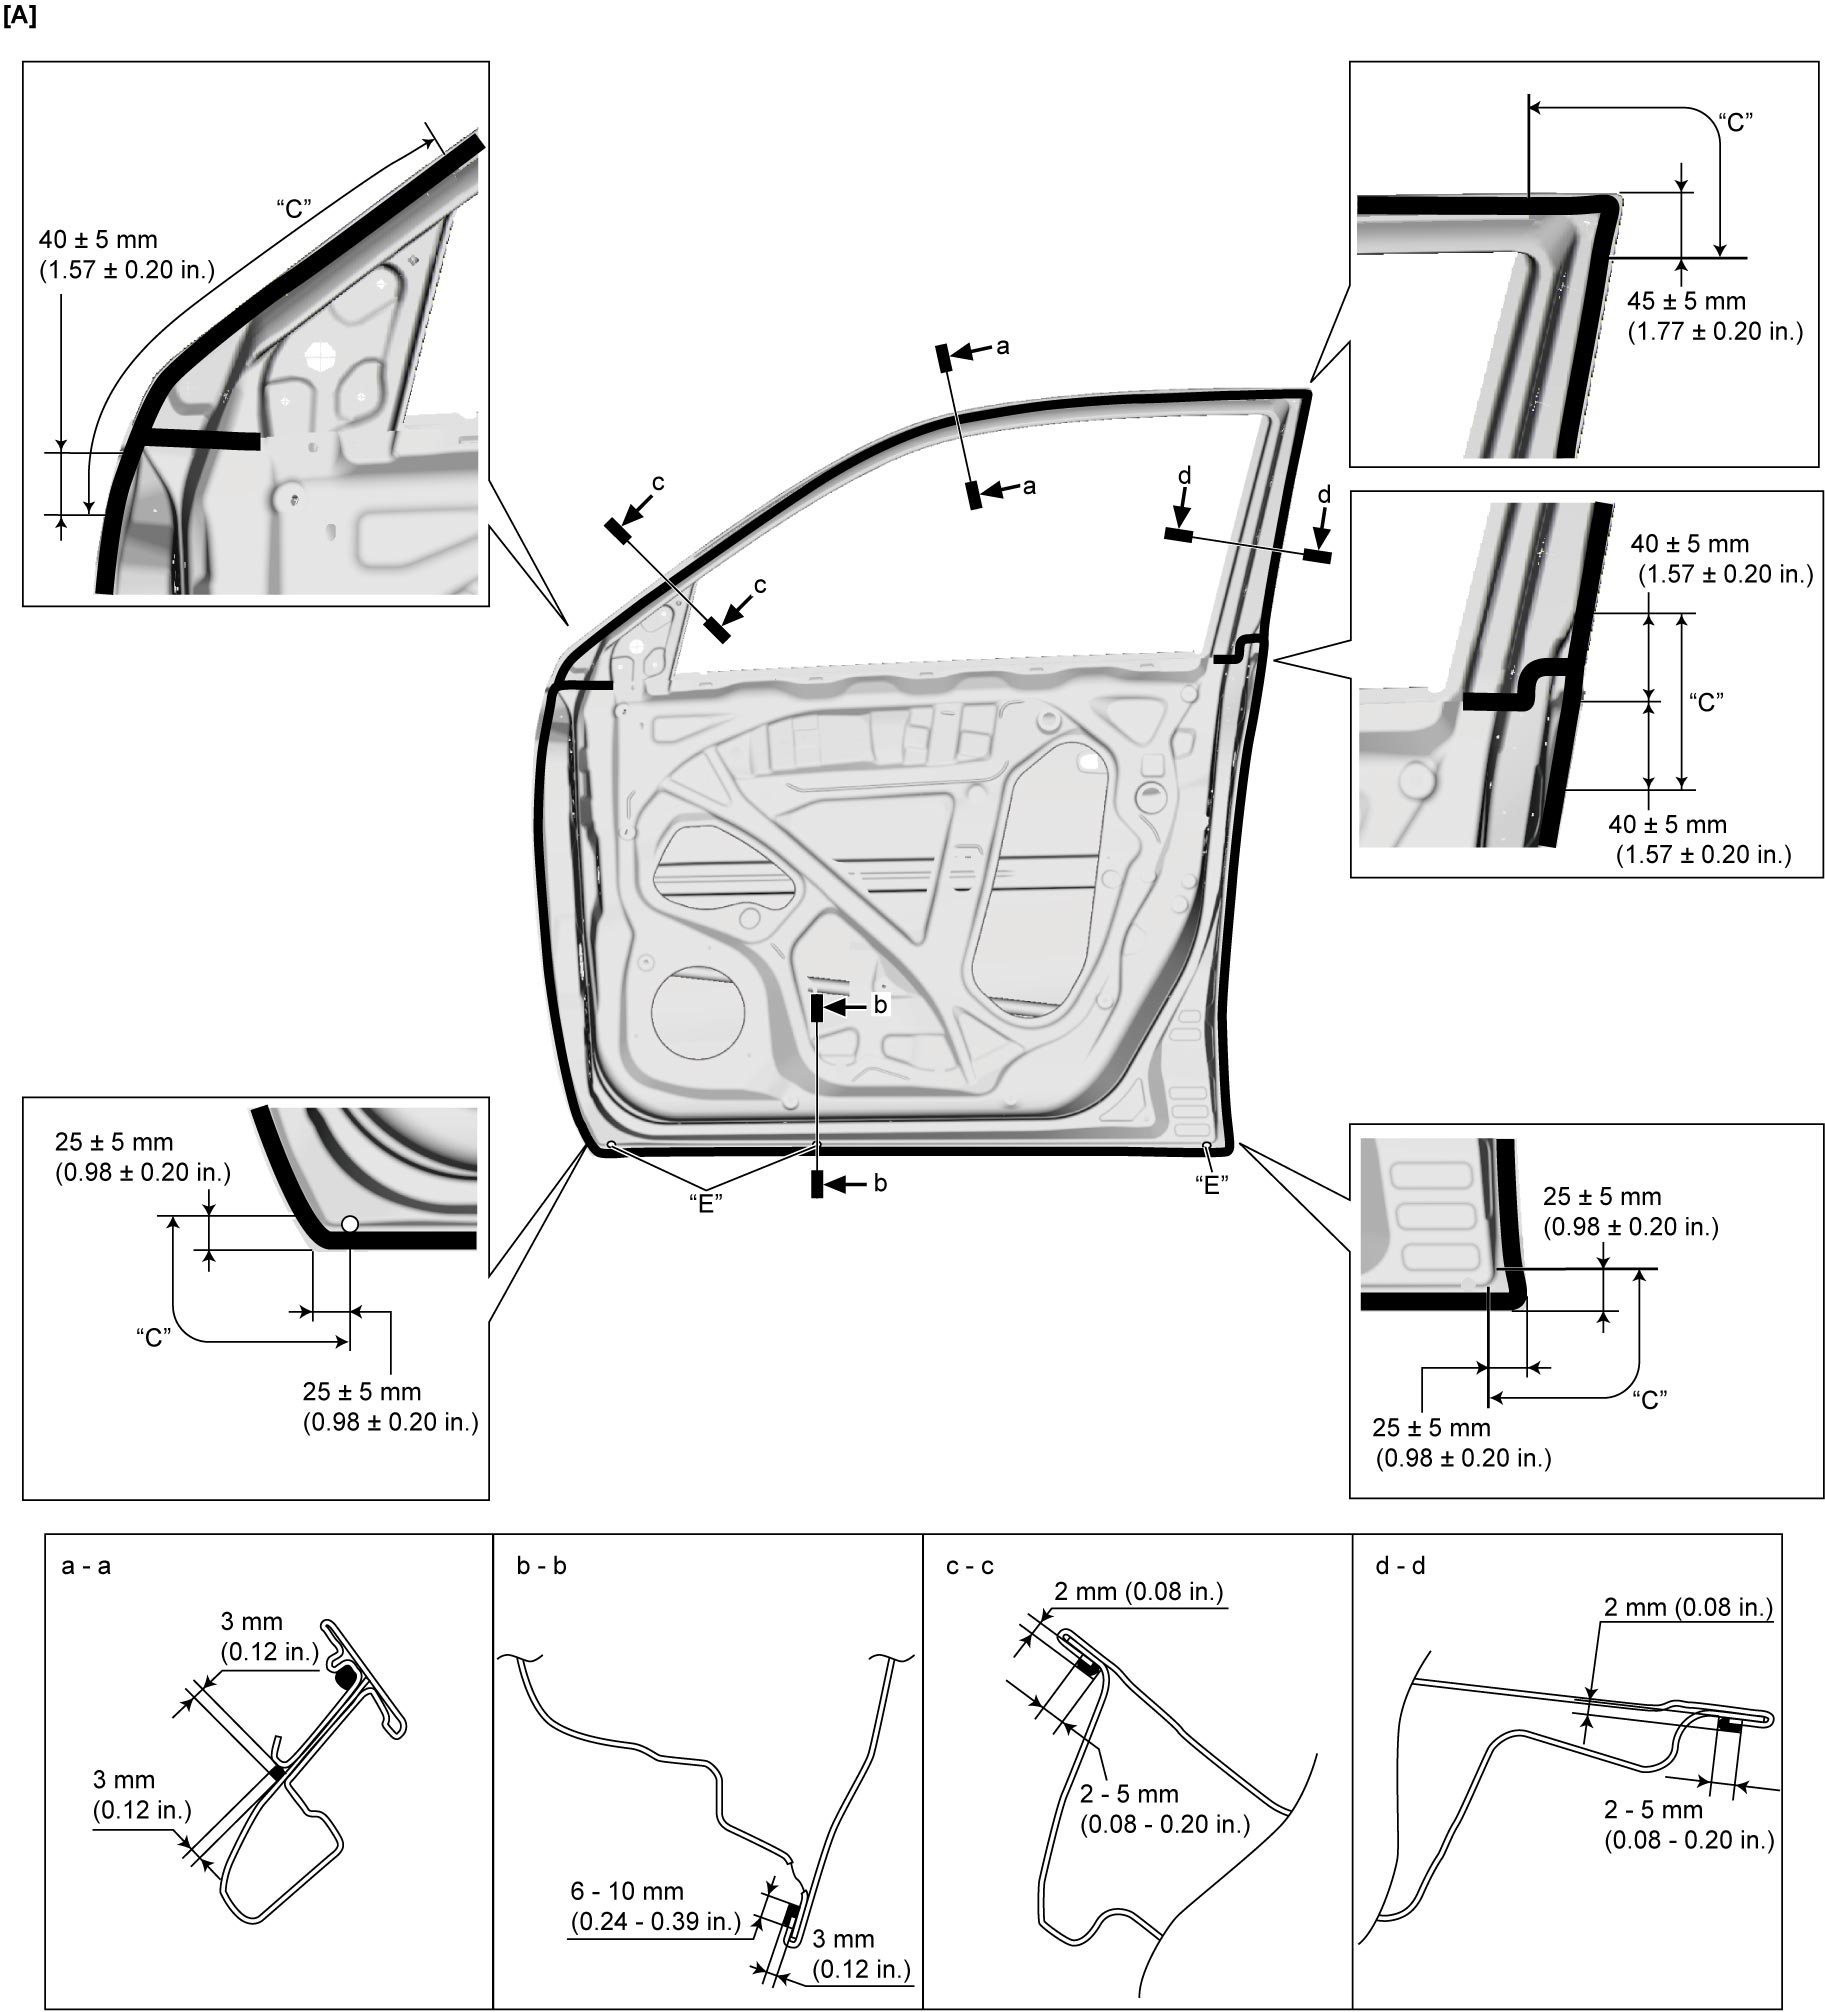 [A]
“C”
40 ± 5 mm
(1.57 ± 0.20 in.)
“C”
45 ± 5 mm
(1.77 ± 0.20 in.)
a
a
c
c
d
d
40 ± 5 mm
(1.57 ± 0.20 in.)
“C”
40 ± 5 mm
(1.57 ± 0.20 in.)
b
b
“E”
“E”
25 ± 5 mm
(0.98 ± 0.20 in.)
“C”
25 ± 5 mm
(0.98 ± 0.20 in.)
25 ± 5 mm
(0.98 ± 0.20 in.)
“C”
25 ± 5 mm
(0.98 ± 0.20 in.)
a - a
3 mm
(0.12 in.)
3 mm
(0.12 in.)
b - b
6 - 10 mm
(0.24 - 0.39 in.)
3 mm
(0.12 in.)
c - c
2 mm (0.08 in.)
2 - 5 mm
(0.08 - 0.20 in.)
d - d
2 mm (0.08 in.)
2 - 5 mm
(0.08 - 0.20 in.)